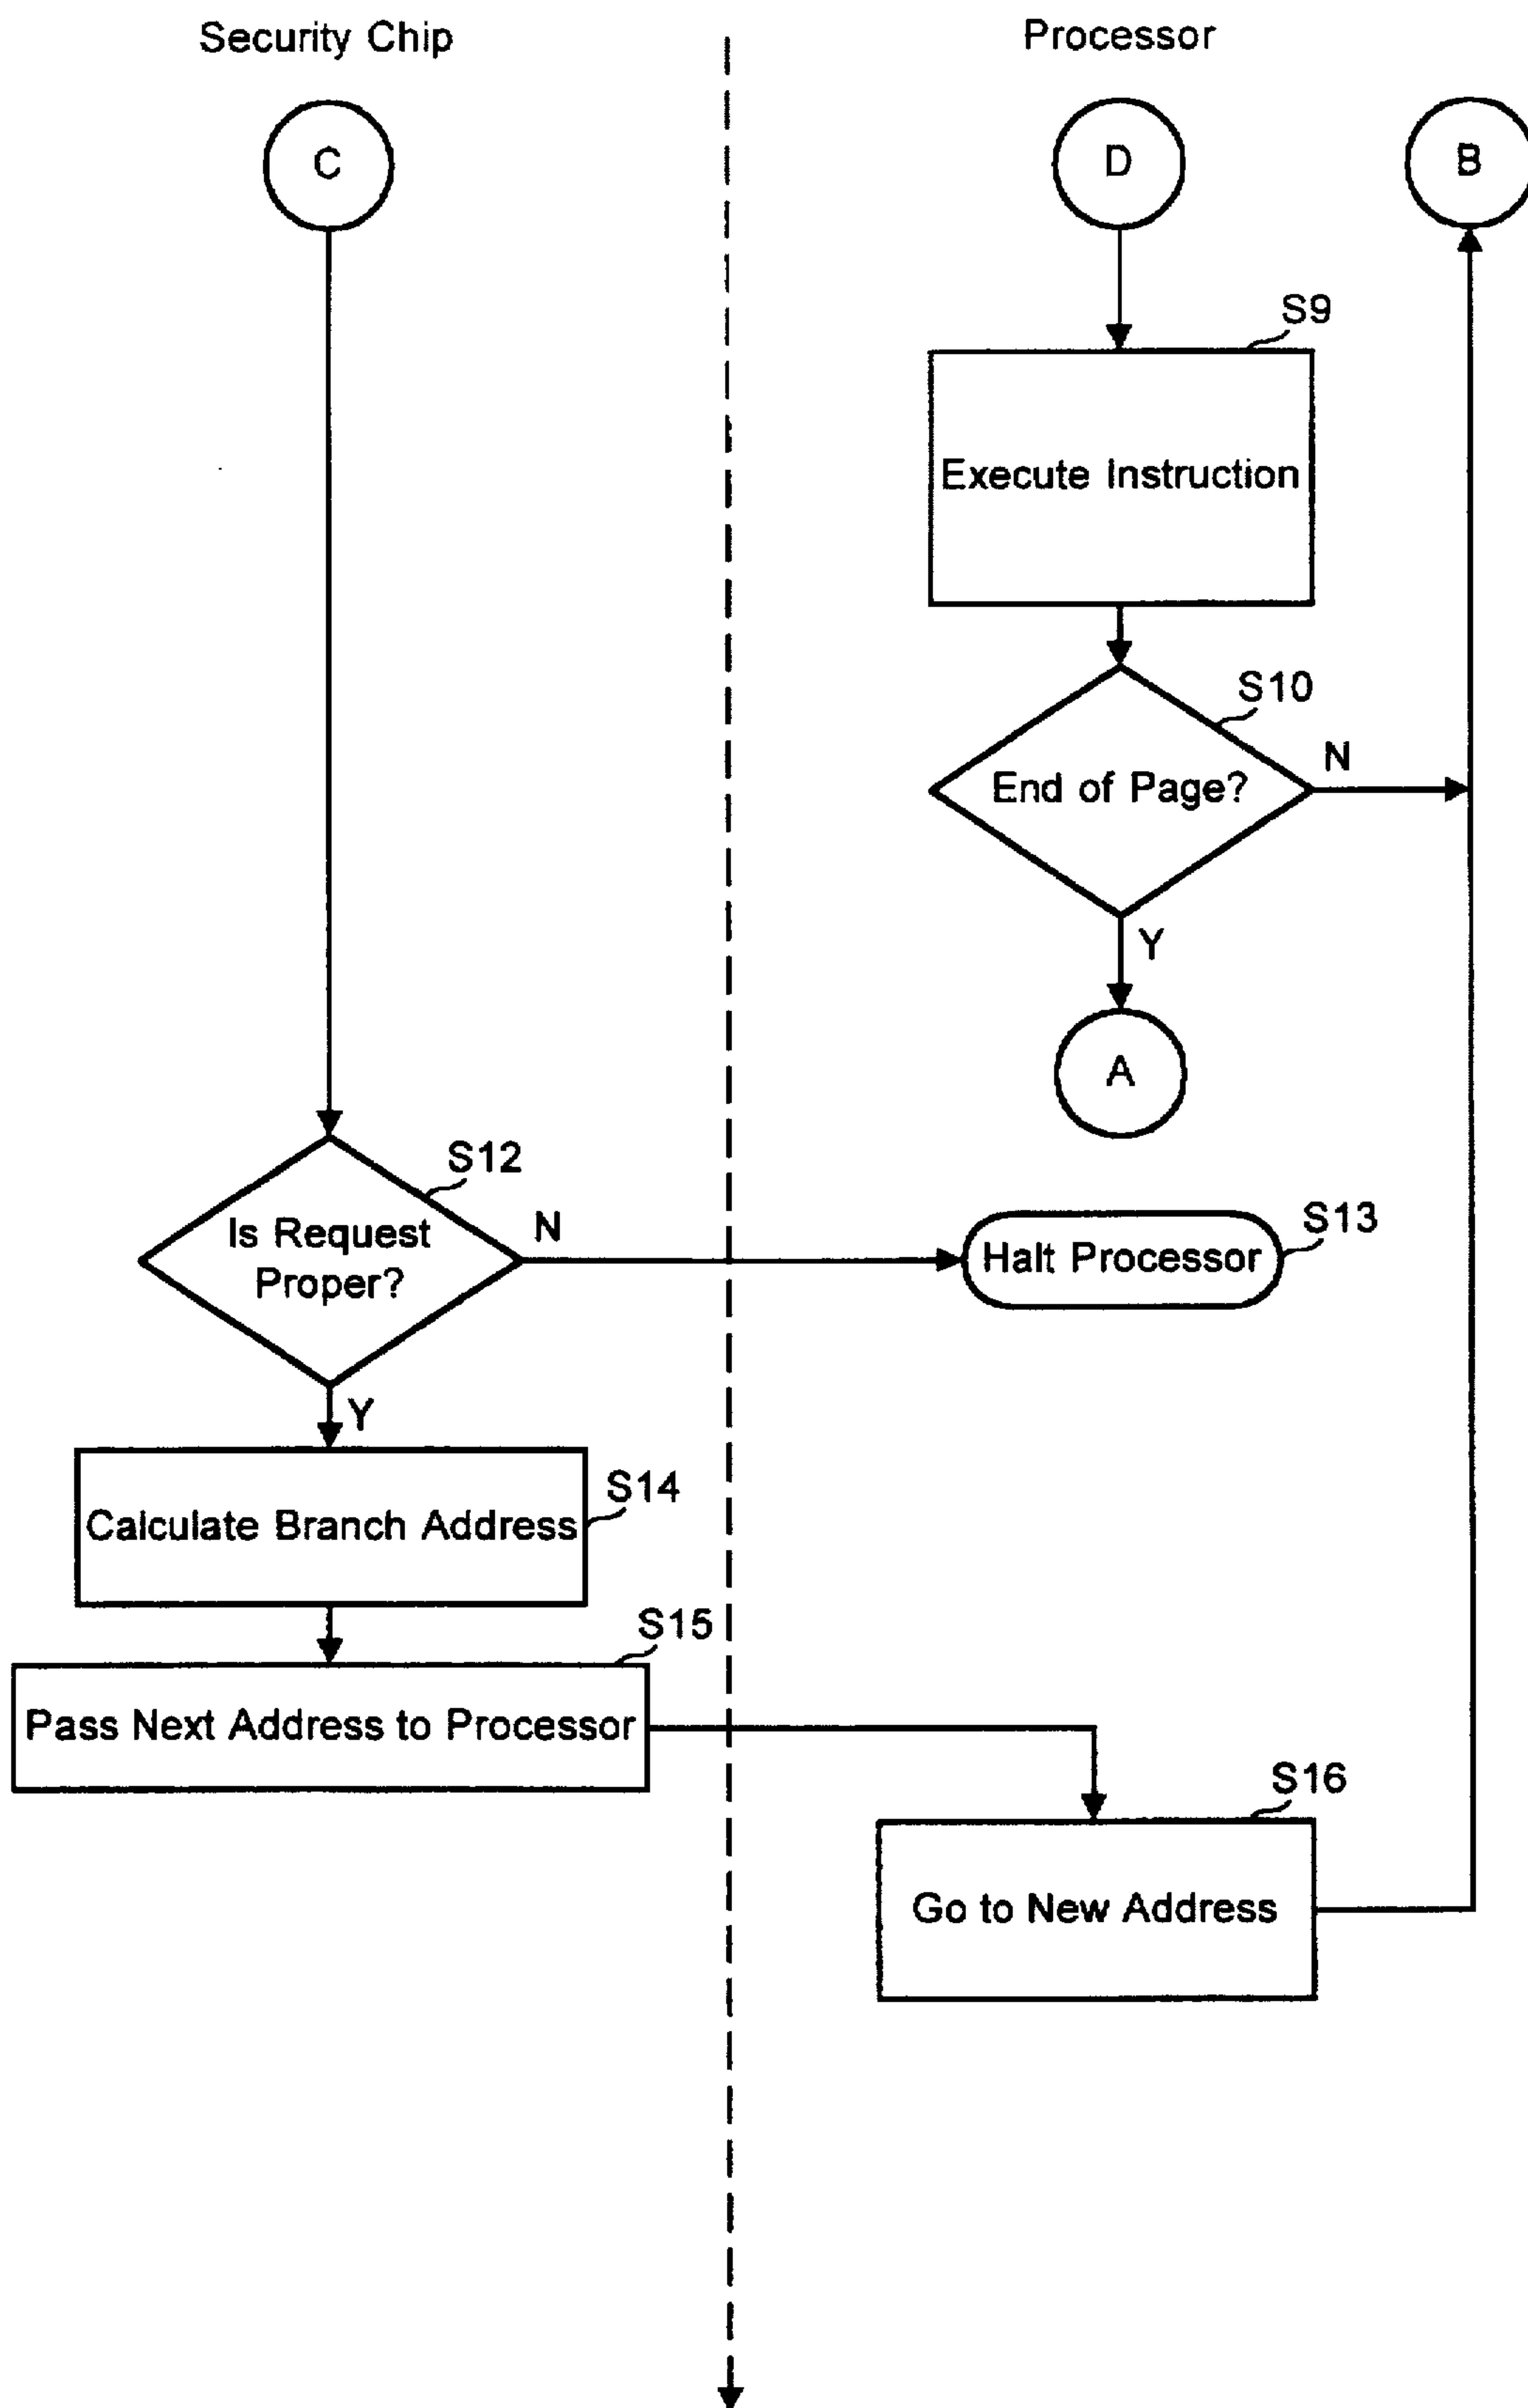 Security Chip
Processor
C
D
B
S9
Execute Instruction
S10
End of Page?
N
Y
A
S12
Is Request
Proper?
N
S13
Halt Processor
Y
S14
Calculate Branch Address
S15
Pass Next Address to Processor
S16
Go to New Address